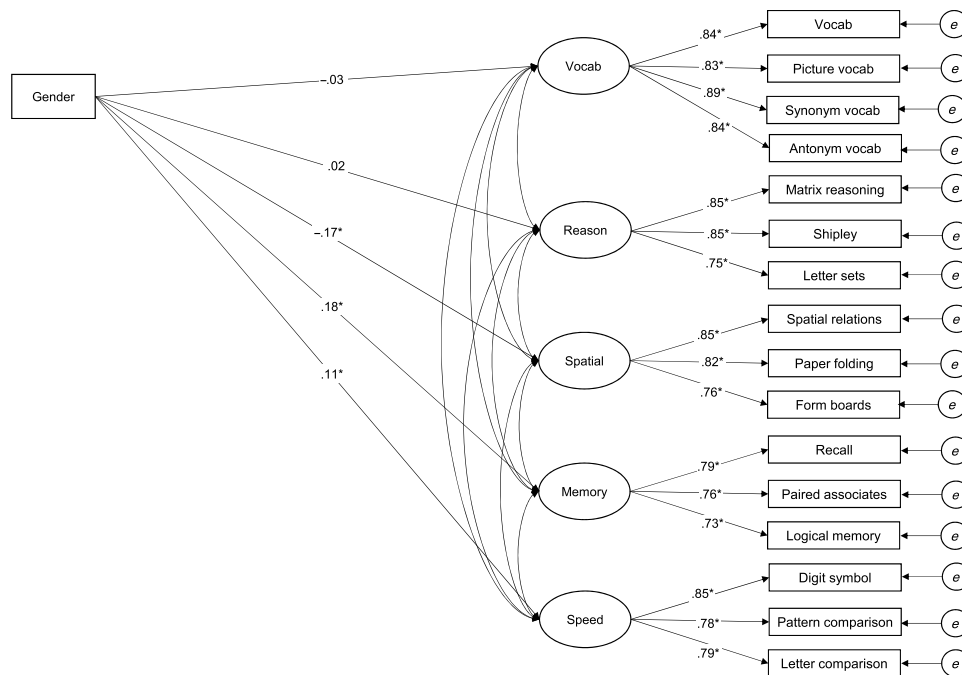 Gender
–.03
.02
–.17*
.18*
.11*
Vocab
.84*
.83*
.89*
.84*
Vocab
e
Picture vocab
e
Synonym vocab
e
Antonym vocab
e
Reason
.85*
.85*
.75*
Matrix reasoning
e
Shipley
e
Letter sets
e
Spatial
.85*
.82*
.76*
Spatial relations
e
Paper folding
e
Form boards
e
Memory
.79*
.76*
.73*
Recall
e
Paired associates
e
Logical memory
e
Speed
.85*
.78*
.79*
Digit symbol
e
Pattern comparison
e
Letter comparison
e